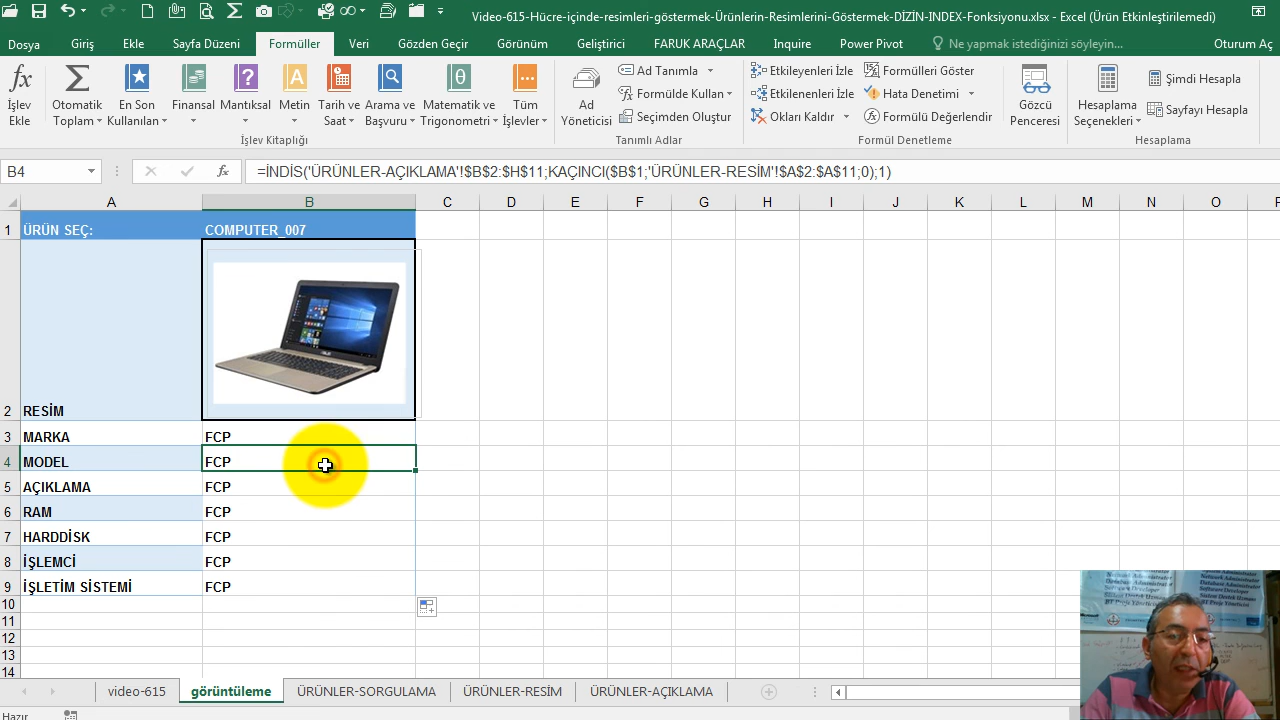 Video-615-Hücre-içinde-resimleri-göstermek-Ürünlerin-Resimlerini-Göstermek-DİZİN-INDEX-Fonksiyonu.xlsx - Excel (Ürün Etkinleştirilemedi)
Dosya Giriş Ekle Sayfa Düzeni Formüller Veri Gözden Geçir Görünüm Geliştirici FARUK ARAÇLAR Inquire Power Pivot Ne yapmak istediğinizi söyleyin... Oturum Aç
İşlev Ekle
Otomatik Toplam
En Son Kullanılan
Finansal
Mantıksal
Metin
Tarih ve Saat
Arama ve Başvuru
Matematik ve Trigonometri
Tüm İşlevler
İşlev Kitaplığı
Ad Yöneticisi
Ad Tanımla
Formülde Kullan
Seçimden Oluştur
Tanımlı Adlar
Etkileyenleri İzle
Etkilenenleri İzle
Okları Kaldır
Formülleri Göster
Hata Denetimi
Formülü Değerlendir
Formül Denetleme
Gözcü Penceresi
Hesaplama Seçenekleri
Şimdi Hesapla
Sayfayı Hesapla
Hesaplama
B4 fx =İNDİS('ÜRÜNLER-AÇIKLAMA'!$B$2:$H$11;KAÇINCI($B$1;'ÜRÜNLER-RESİM'!$A$2:$A$11;0);1)
A B C D E F G H I J K L M N O P
1 ÜRÜN SEÇ: COMPUTER_007
2 RESİM
3 MARKA FCP
4 MODEL FCP
5 AÇIKLAMA FCP
6 RAM FCP
7 HARDDİSK FCP
8 İŞLEMCİ FCP
9 İŞLETİM SİSTEMİ FCP
10
11
12
13
14
video-615 görüntüleme ÜRÜNLER-SORGULAMA ÜRÜNLER-RESİM ÜRÜNLER-AÇIKLAMA
Hazır